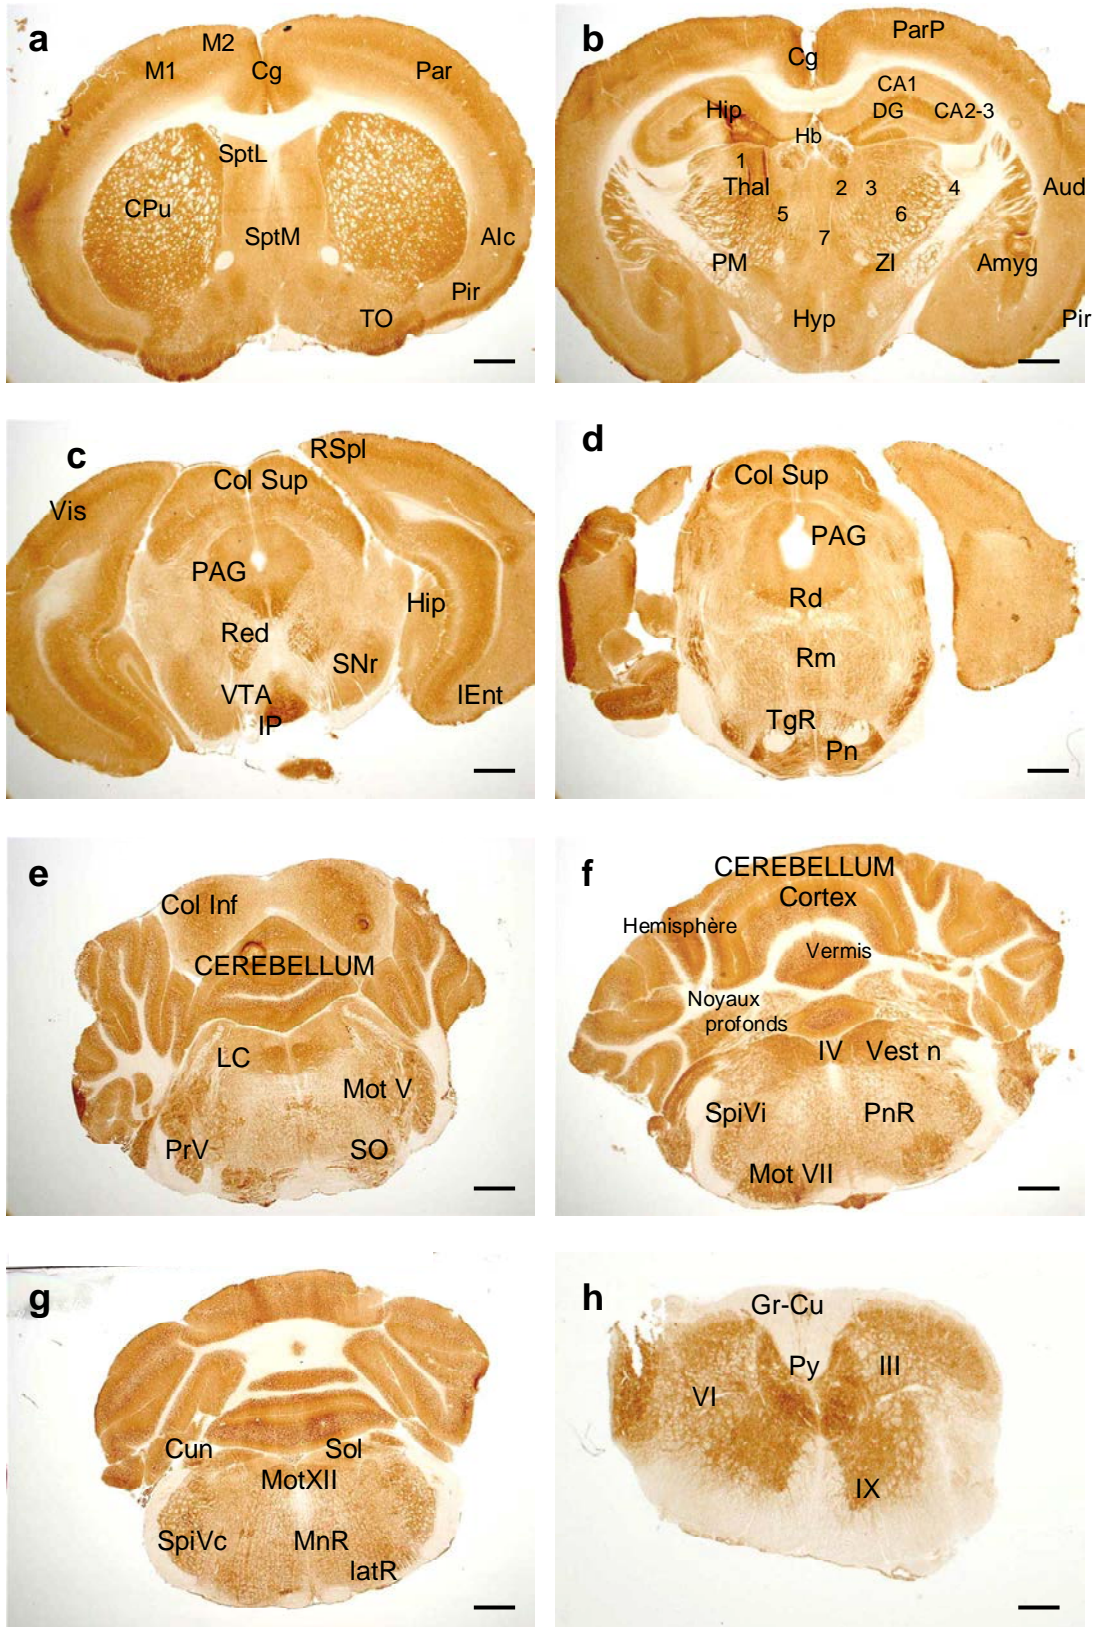 a
M2
M1
Cg
Par
SptL
CPu
SptM
AIc
Pir
TO
b
ParP
Cg
CA1
Hip
DG
CA2-3
Hb
1
Thal
2
3
4
Aud
5
6
7
PM
ZI
Amyg
Hyp
Pir
c
RSpl
Col Sup
Vis
PAG
Hip
Red
SNr
VTA
IP
lEnt
d
Col Sup
PAG
Rd
Rm
TgR
Pn
e
Col Inf
CEREBELLUM
LC
Mot V
PrV
SO
f
CEREBELLUM
Cortex
Hemisphère
Vermis
Noyaux
profonds
IV
Vest n
SpiVi
PnR
Mot VII
g
Cun
Sol
MotXII
SpiVc
MnR
latR
h
Gr-Cu
Py
III
VI
IX